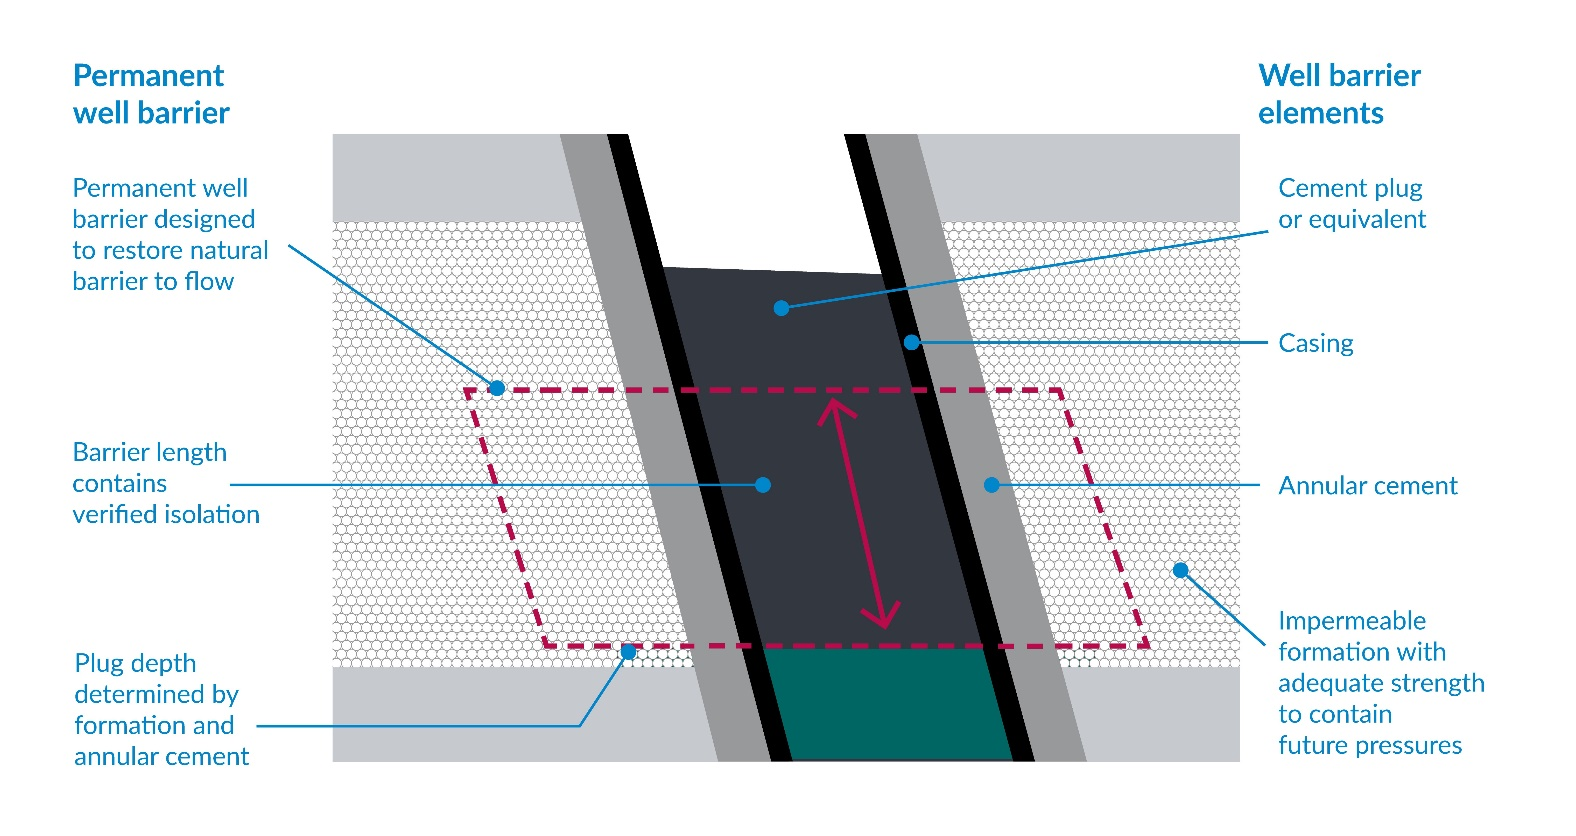 Permanent
well barrier
Permanent well
barrier designed
to restore natural
barrier to flow
Barrier length
contains
verified isolation
Plug depth
determined by
formation and
annular cement
Well barrier
elements
Cement plug
or equivalent
Casing
Annular cement
Impermeable
formation with
adequate strength
to contain
future pressures